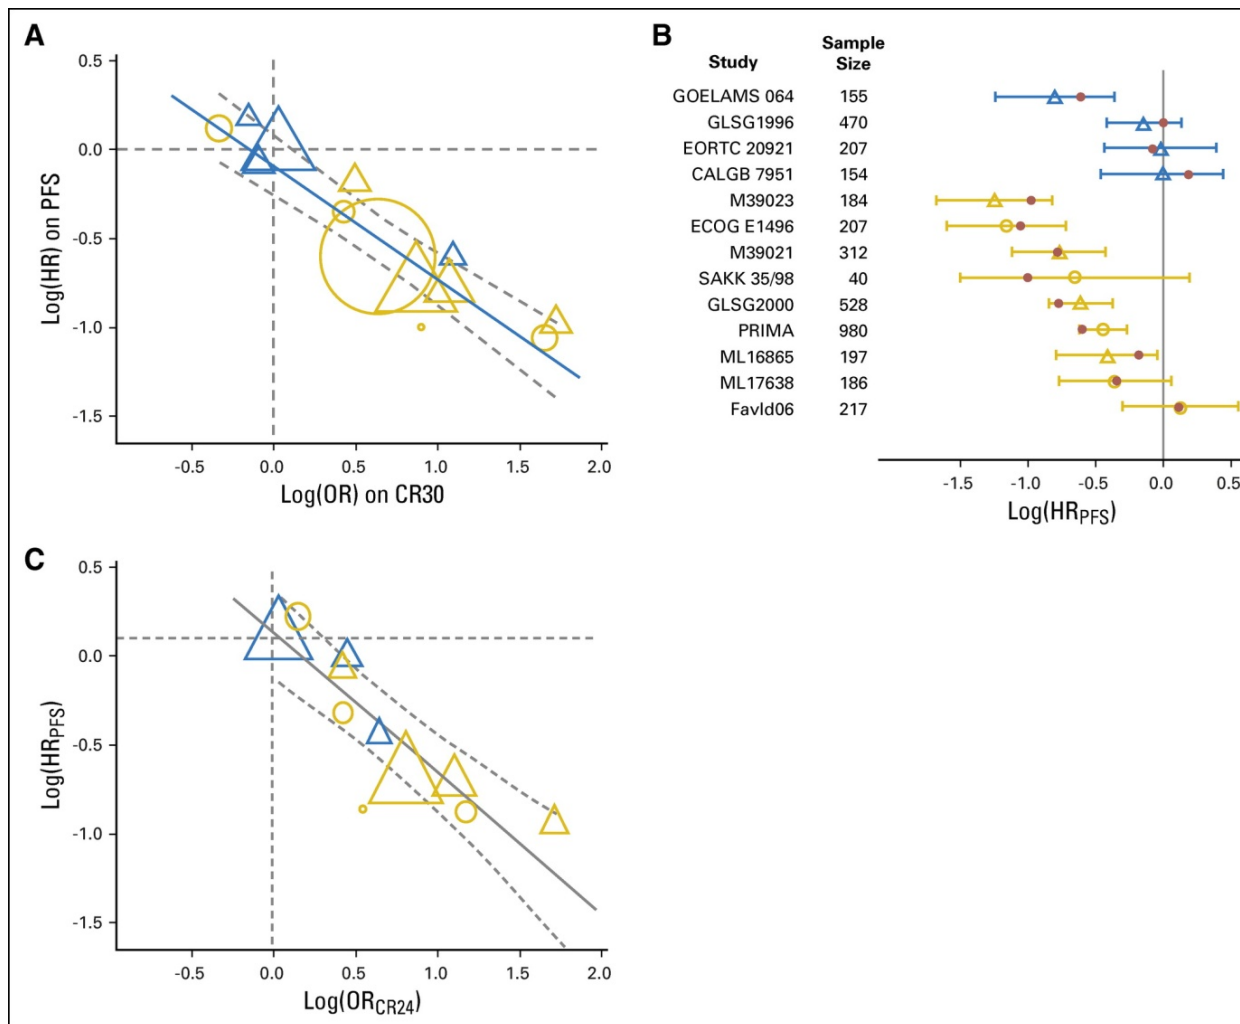 A
0.5
0.0
-0.5
-1.0
-1.5
Log(HR) on PFS
-0.5 0.0 0.5 1.0 1.5 2.0
Log(OR) on CR30
B
Study Sample Size
GOELAMS 064 155
GLSG1996 470
EORTC 20921 207
CALGB 7951 154
M39023 184
ECOG E1496 207
M39021 312
SAKK 35/98 40
GLSG2000 528
PRIMA 980
ML16865 197
ML17638 186
FavId06 217
-1.5 -1.0 -0.5 0.0 0.5
Log(HRPFS)
C
0.5
0.0
-0.5
-1.0
-1.5
Log(HRPFS)
-0.5 0.0 0.5 1.0 1.5 2.0
Log(ORCR24)